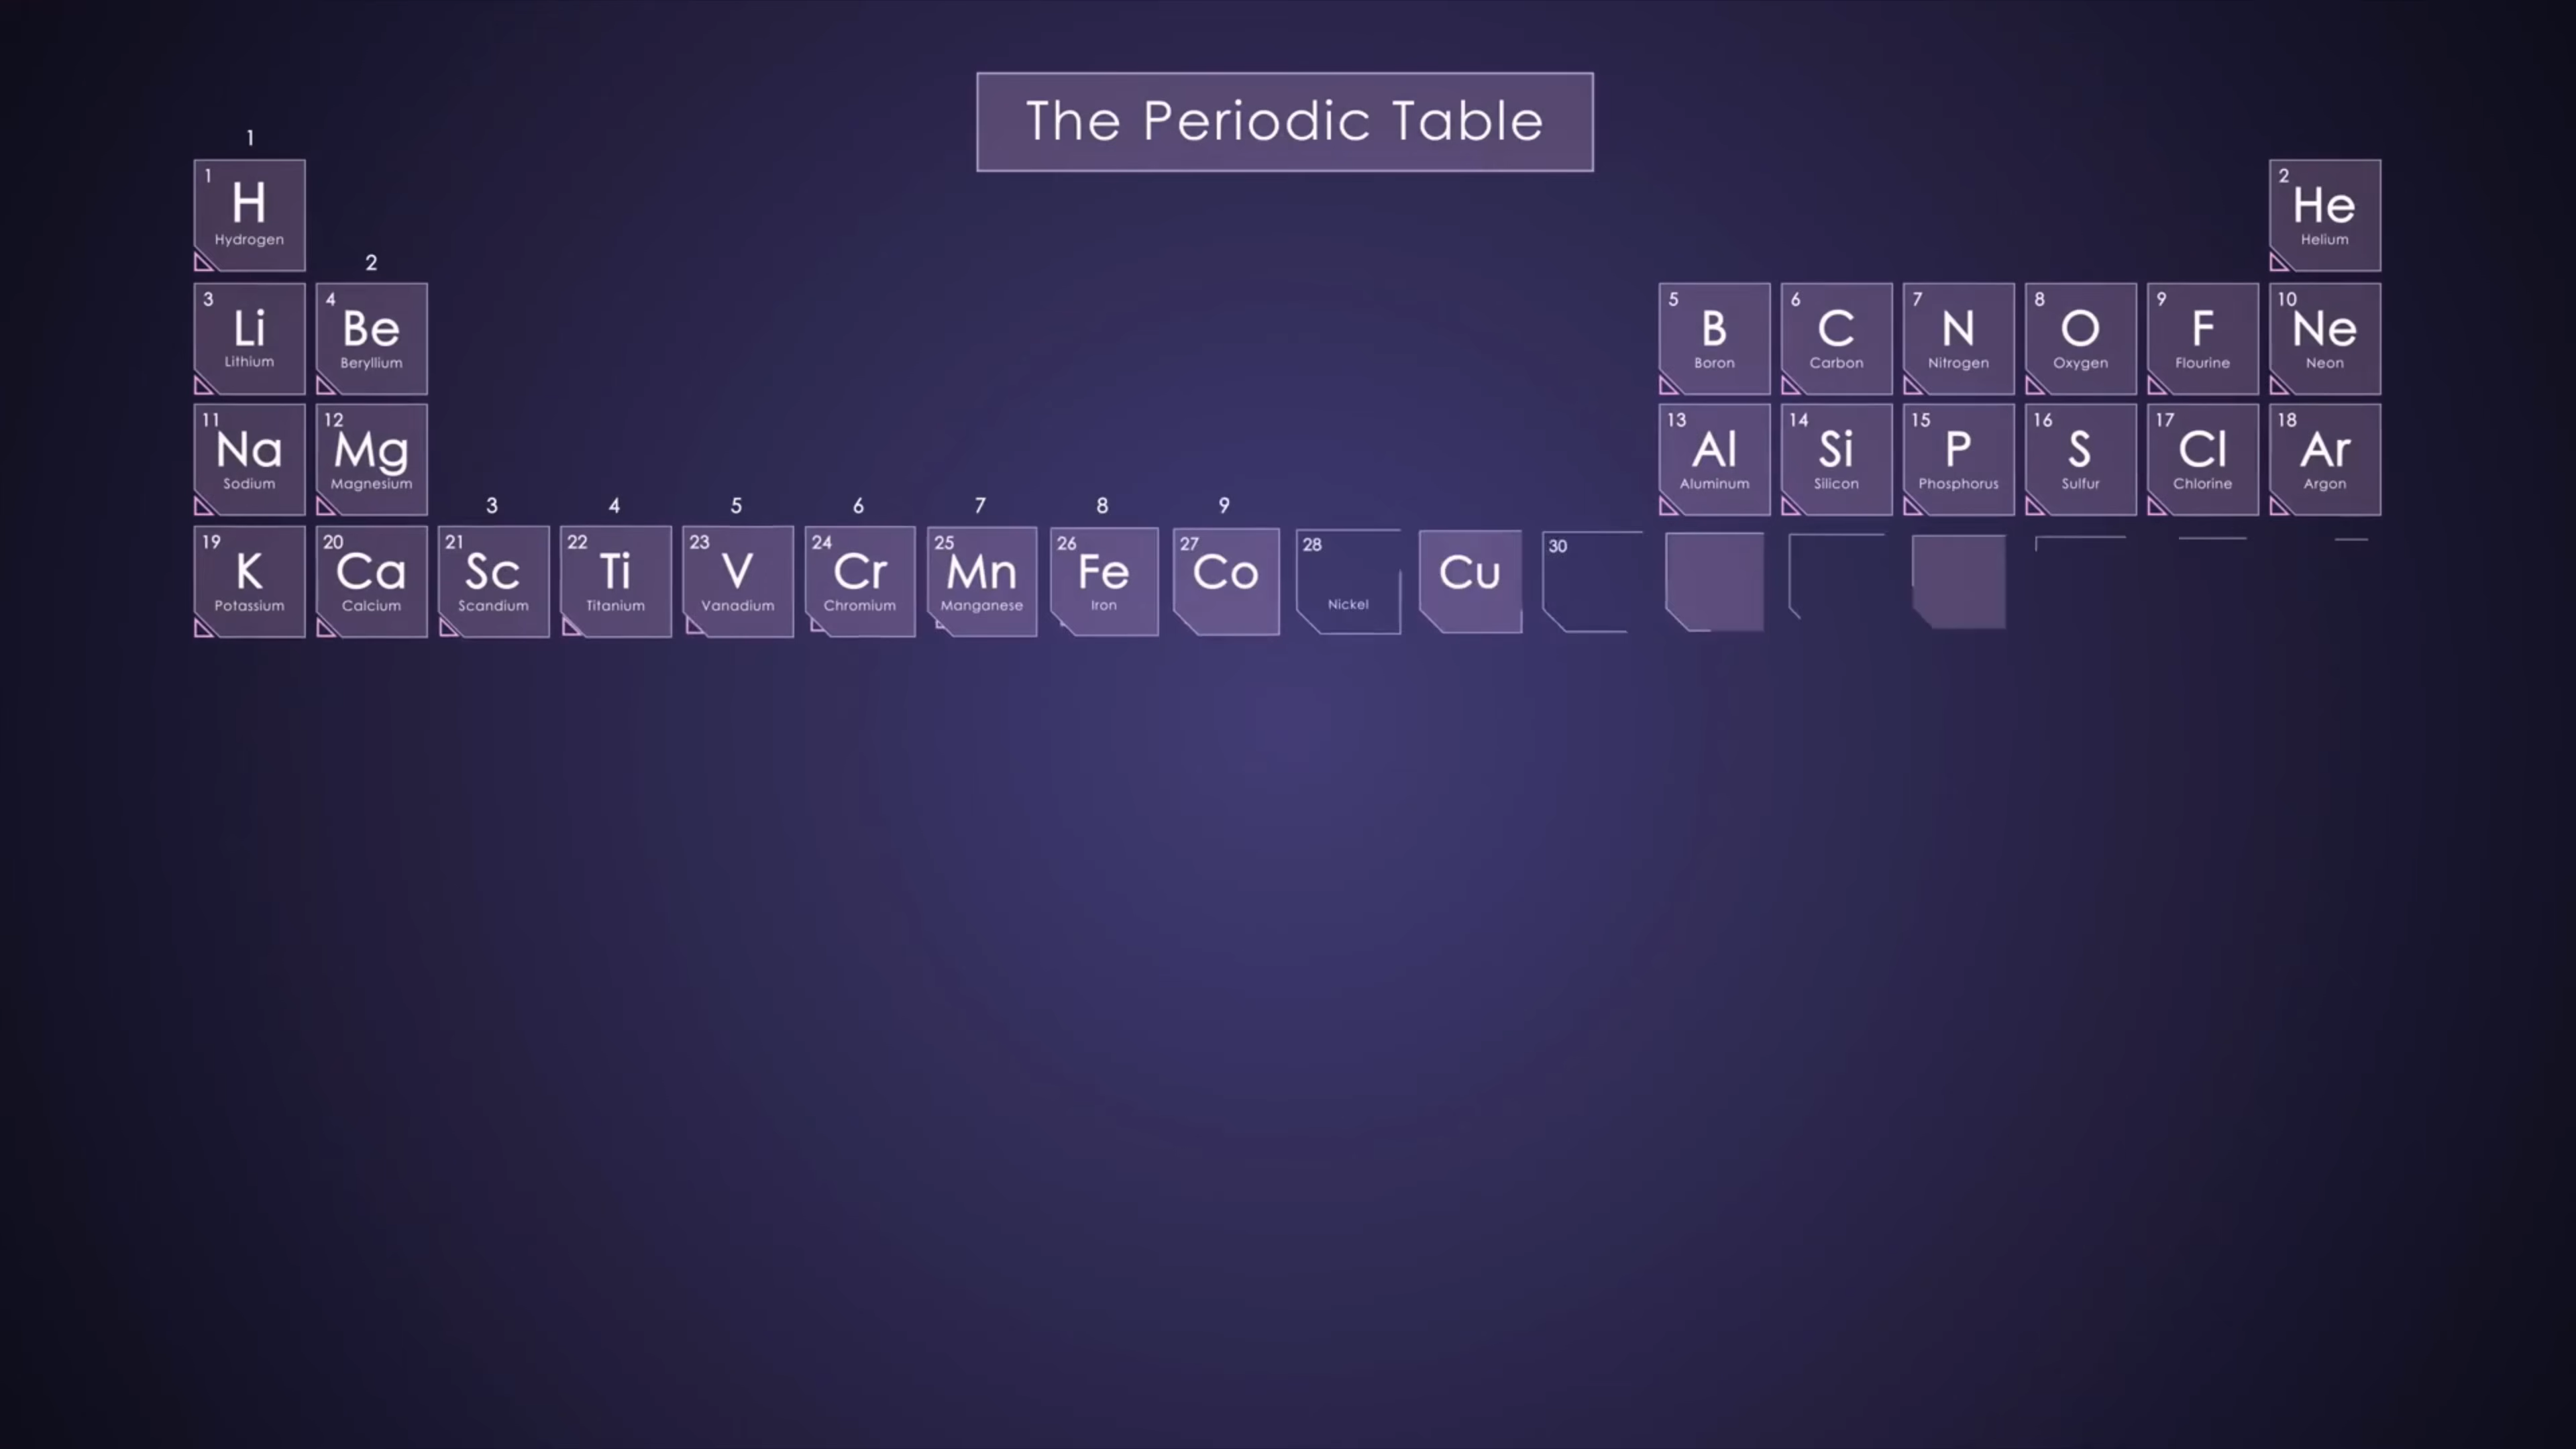 The Periodic Table
1
1
H
Hydrogen
2
He
Helium
2
3
Li
Lithium
4
Be
Beryllium
5
B
Boron
6
C
Carbon
7
N
Nitrogen
8
O
Oxygen
9
F
Flourine
10
Ne
Neon
11
Na
Sodium
12
Mg
Magnesium
13
Al
Aluminum
14
Si
Silicon
15
P
Phosphorus
16
S
Sulfur
17
Cl
Chlorine
18
Ar
Argon
3 4 5 6 7 8 9
19
K
Potassium
20
Ca
Calcium
21
Sc
Scandium
22
Ti
Titanium
23
V
Vanadium
24
Cr
Chromium
25
Mn
Manganese
26
Fe
Iron
27
Co
28
Nickel
Cu
30